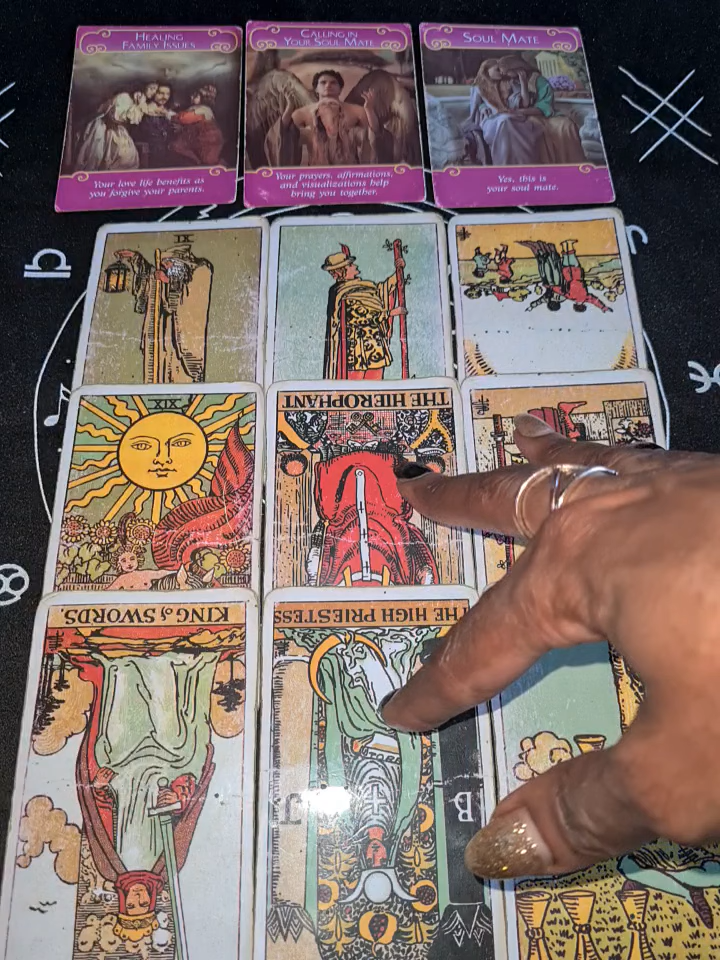 HEALING
FAMILY ISSUES
Your love life benefits as
you forgive your parents.
CALLING IN
YOUR SOUL MATE
Your prayers, affirmations,
and visualizations help
bring you together.
SOUL MATE
Yes, this is
your soul mate.
IX
XIX
THE HIEROPHANT
KING of SWORDS.
THE HIGH PRIESTESS
J
B